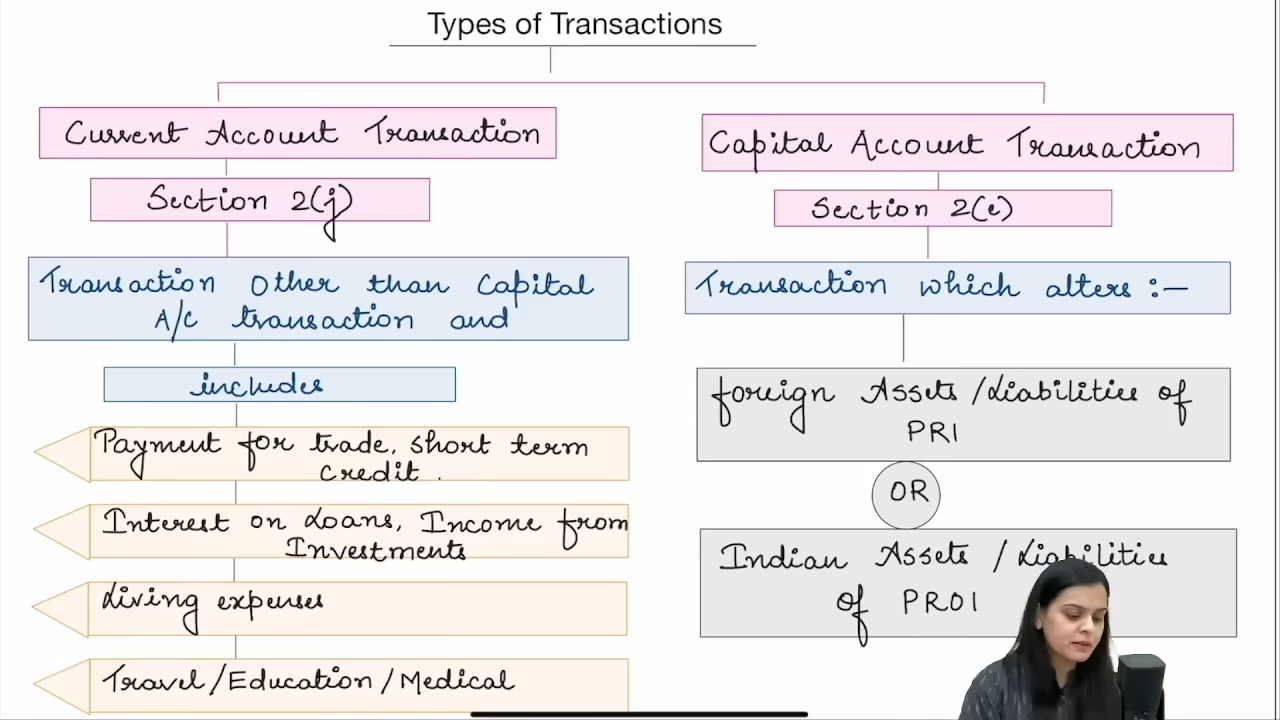 Types of Transactions
Current Account Transaction
Section 2(j)
Transaction Other than Capital
A/C transaction and
includes
Payment for trade, short term
credit.
Interest on Loans, Income from
Investments
Living expenses
Travel/Education/Medical
Capital Account Transaction
Section 2(e)
Transaction which alters :-
foreign Assets/Liabilities of
PRI
OR
Indian Assets/Liabilities
of PROI